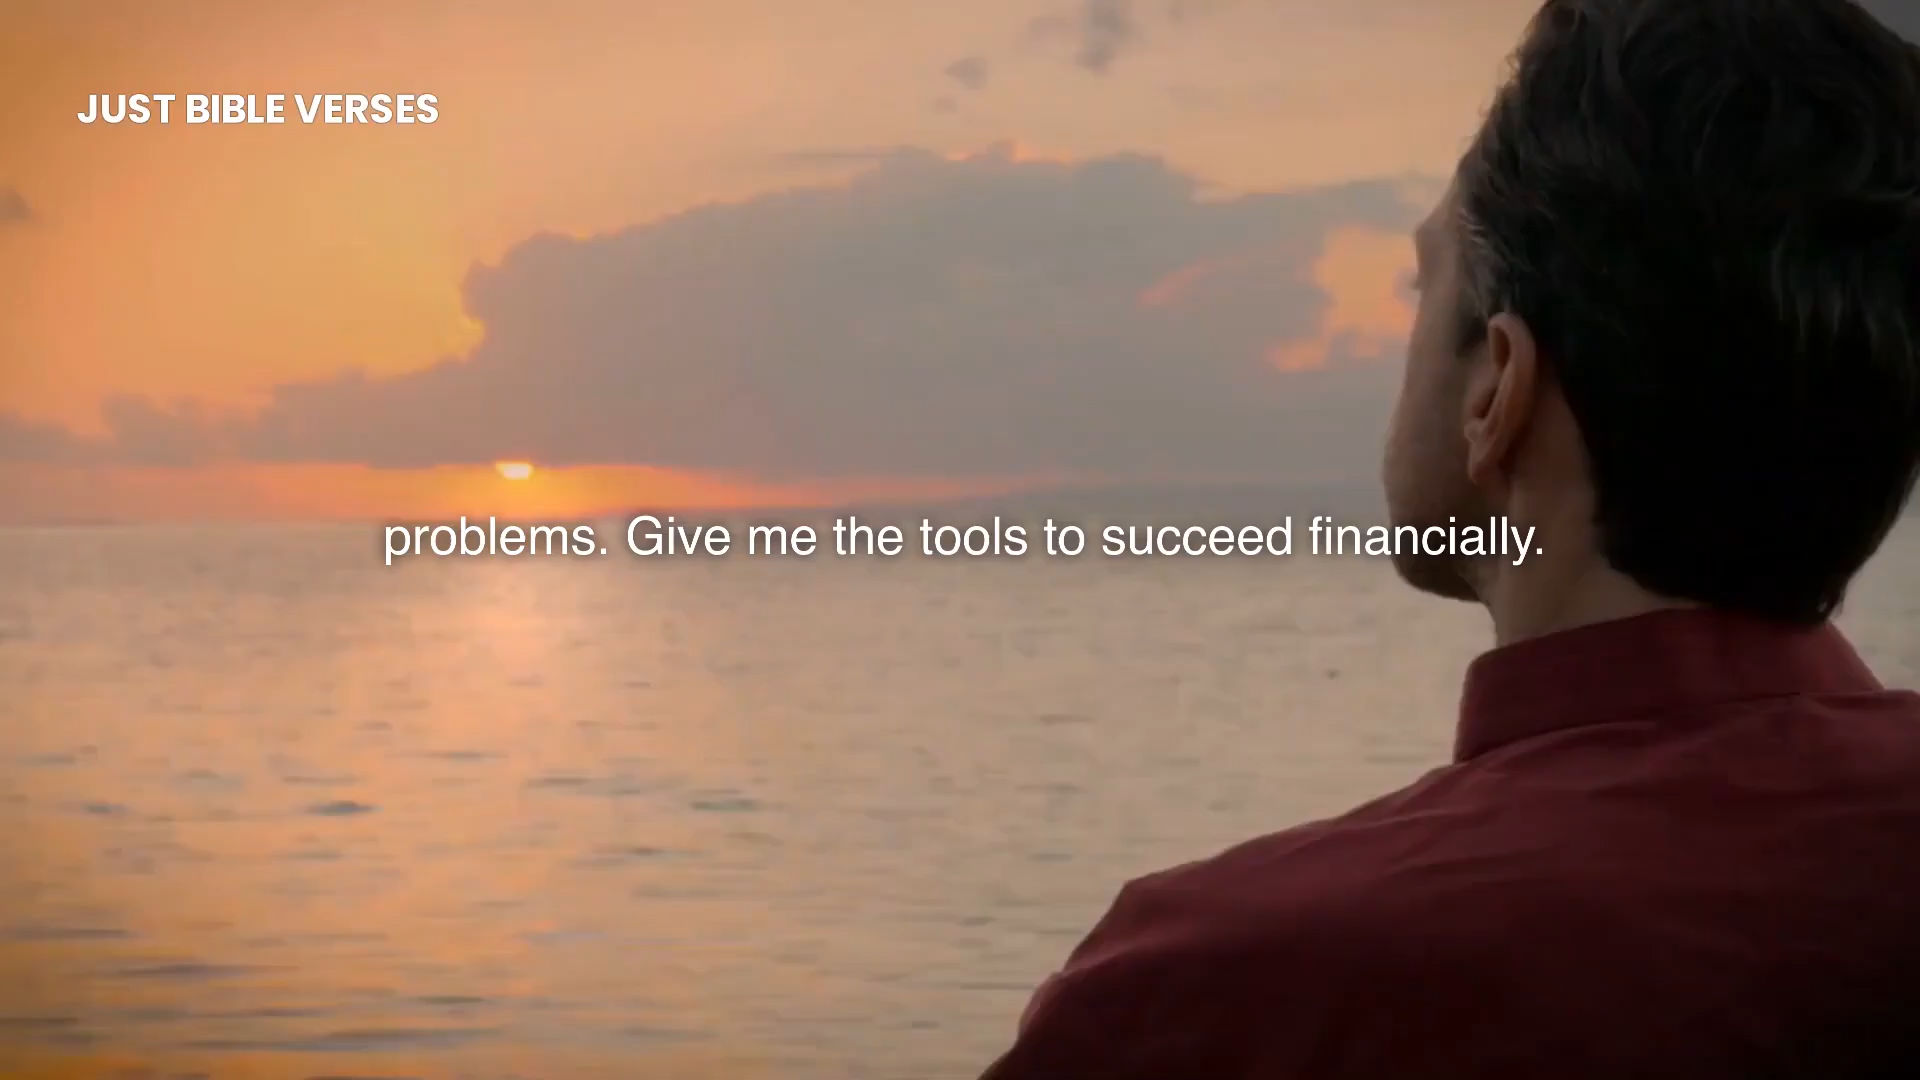 JUST BIBLE VERSES
problems. Give me the tools to succeed financially.